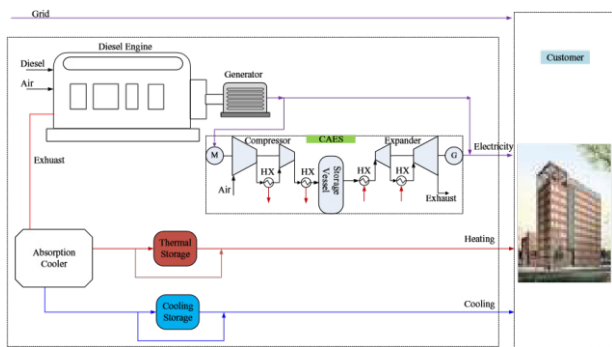 Grid
Diesel Engine
Customer
Diesel
Air
Generator
CAES
Compressor
Expander
Electricity
M
G
HX
HX
HX
HX
Storage
Vessel
Air
Exhaust
Exhuast
Absorption
Cooler
Thermal
Storage
Heating
Cooling
Storage
Cooling